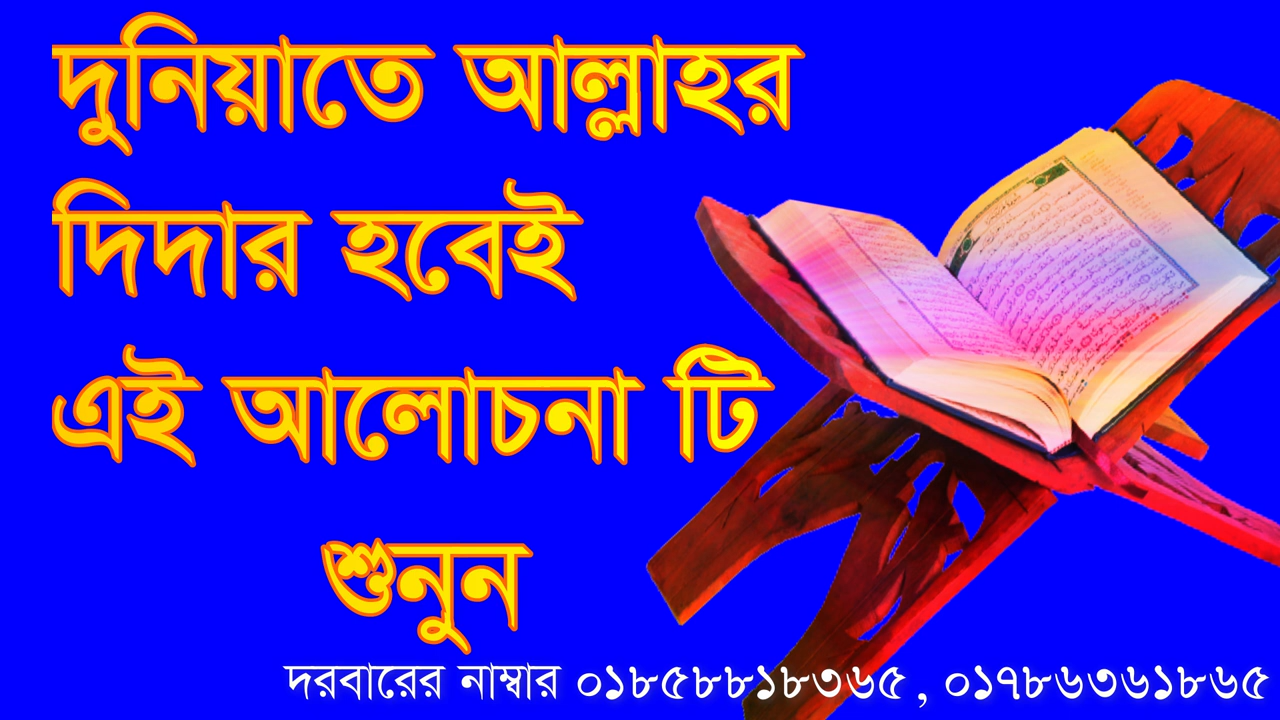 দুনিয়াতে আল্লাহর
দিদার হবেই
এই আলোচনা টি
শুনুন
দরবারের নাম্বার ০১৮৫৮৮১৮৩৬৫, ০১৭৮৬৩৬১৮৬৫